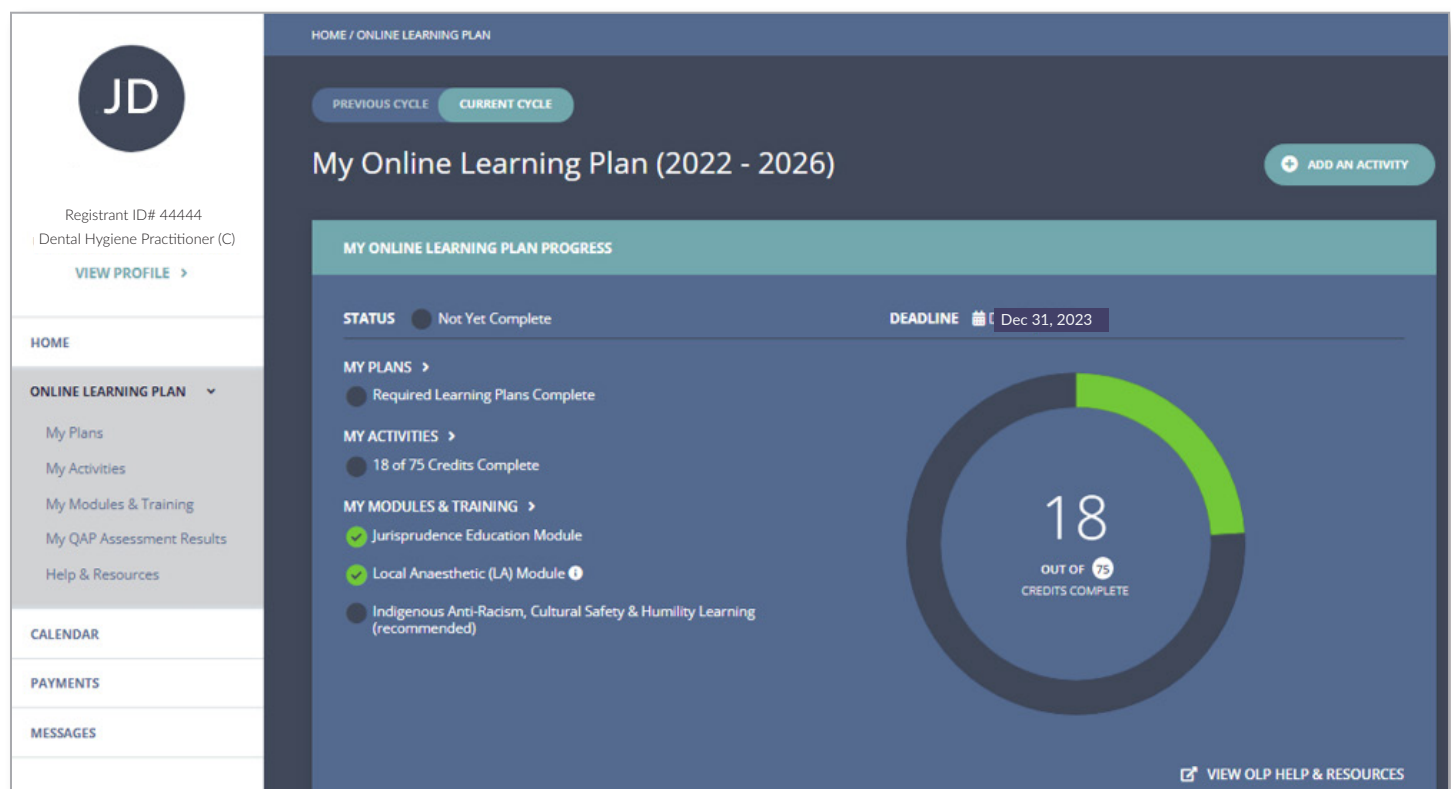 JD
Registrant ID# 44444
Dental Hygiene Practitioner (C)
VIEW PROFILE >
HOME
ONLINE LEARNING PLAN
My Plans
My Activities
My Modules & Training
My QAP Assessment Results
Help & Resources
CALENDAR
PAYMENTS
MESSAGES
HOME / ONLINE LEARNING PLAN
PREVIOUS CYCLE CURRENT CYCLE
My Online Learning Plan (2022 - 2026)
ADD AN ACTIVITY
MY ONLINE LEARNING PLAN PROGRESS
STATUS Not Yet Complete
DEADLINE Dec 31, 2023
MY PLANS >
Required Learning Plans Complete
MY ACTIVITIES >
18 of 75 Credits Complete
MY MODULES & TRAINING >
Jurisprudence Education Module
Local Anaesthetic (LA) Module
Indigenous Anti-Racism, Cultural Safety & Humility Learning
(recommended)
18
OUT OF 75
CREDITS COMPLETE
VIEW OLP HELP & RESOURCES